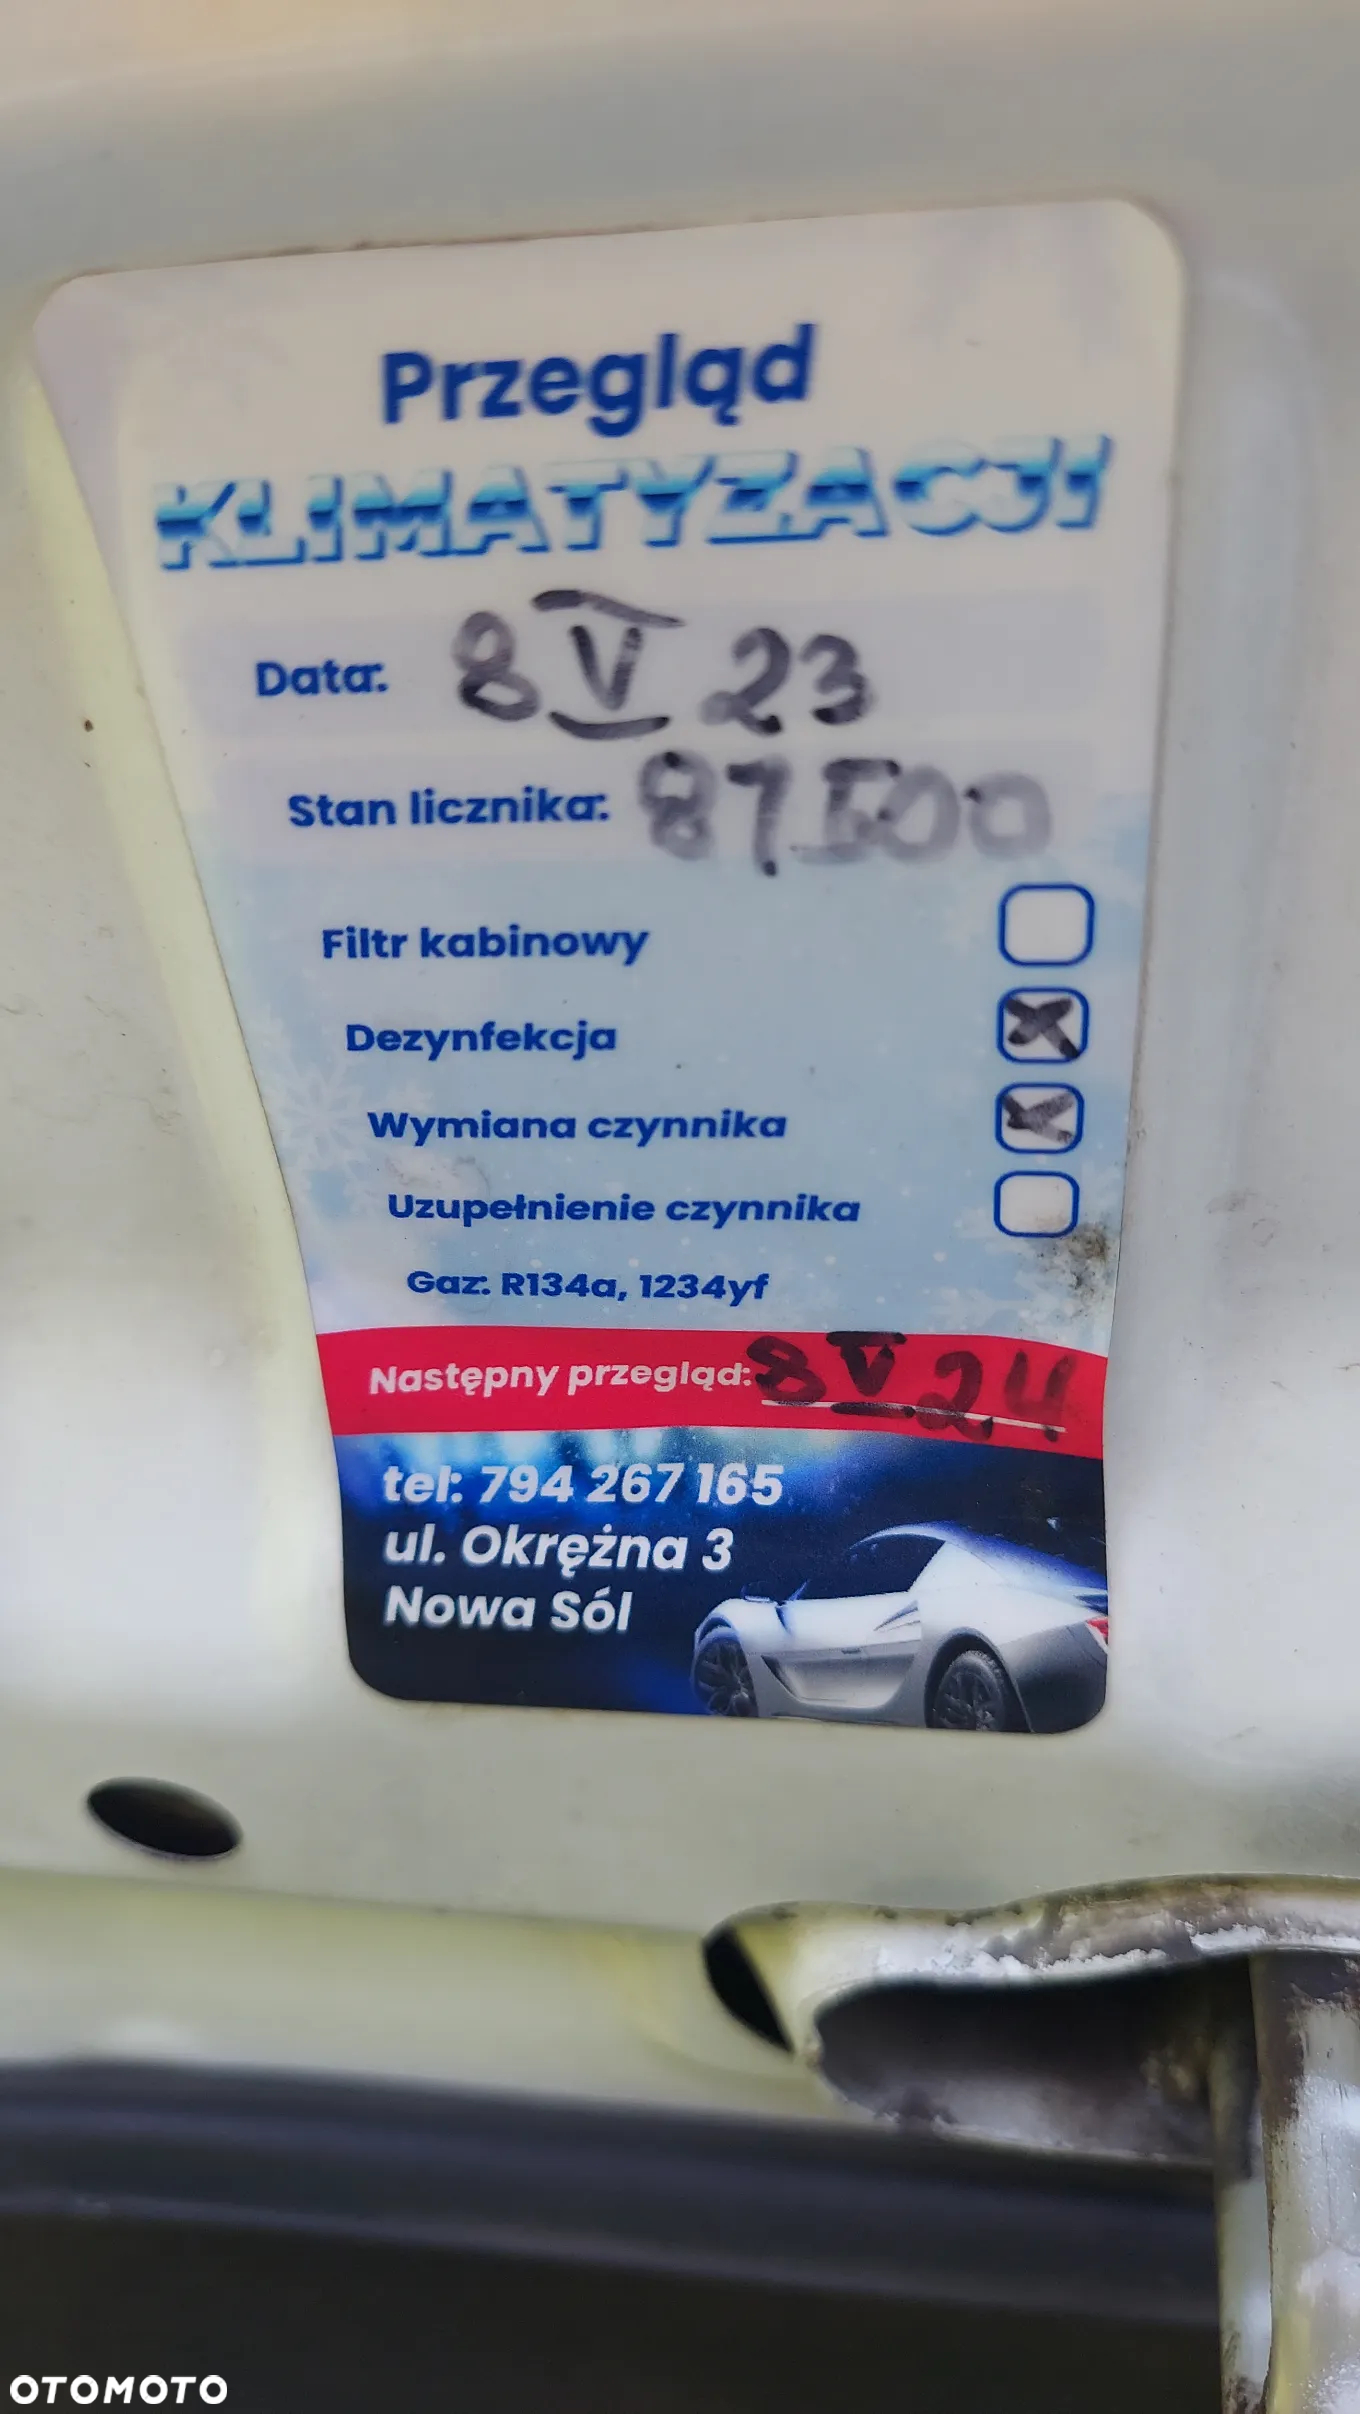 Przegląd
KLIMATYZACJI
Data: 8 V 23
Stan licznika: 87500
Filtr kabinowy
Dezynfekcja
Wymiana czynnika
Uzupełnienie czynnika
Gaz: R134a, 1234yf
Następny przegląd: 8 V 24
tel: 794 267 165
ul. Okrężna 3
Nowa Sól
OTOMOTO